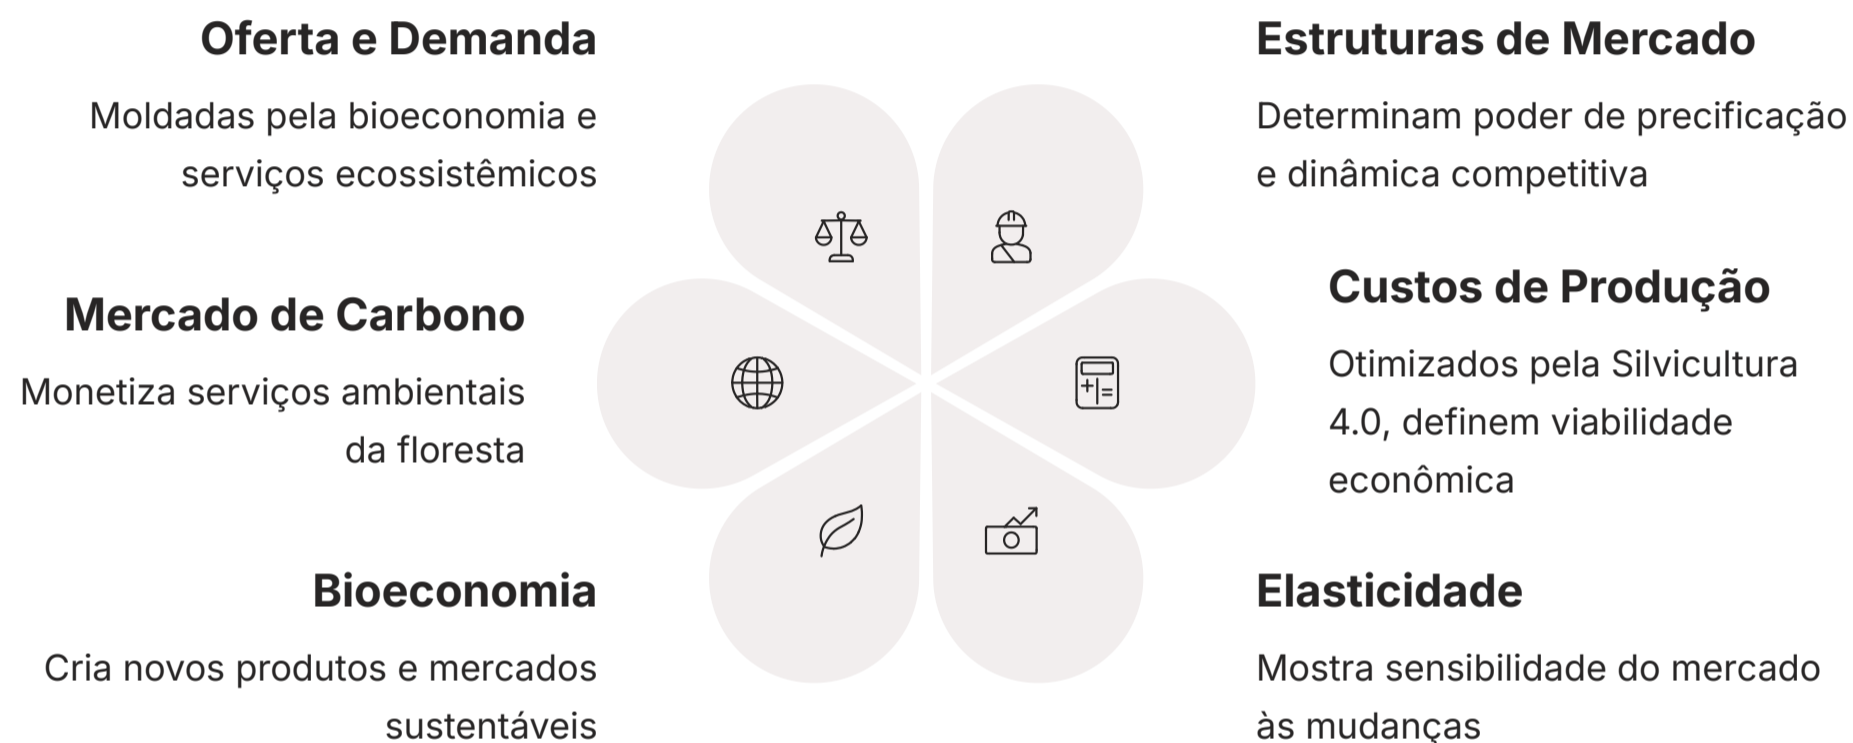 Oferta e Demanda
Moldadas pela bioeconomia e
serviços ecossistêmicos
Estruturas de Mercado
Determinam poder de precificação
e dinâmica competitiva
Mercado de Carbono
Monetiza serviços ambientais
da floresta
Custos de Produção
Otimizados pela Silvicultura
4.0, definem viabilidade
econômica
Bioeconomia
Cria novos produtos e mercados
sustentáveis
Elasticidade
Mostra sensibilidade do mercado
às mudanças